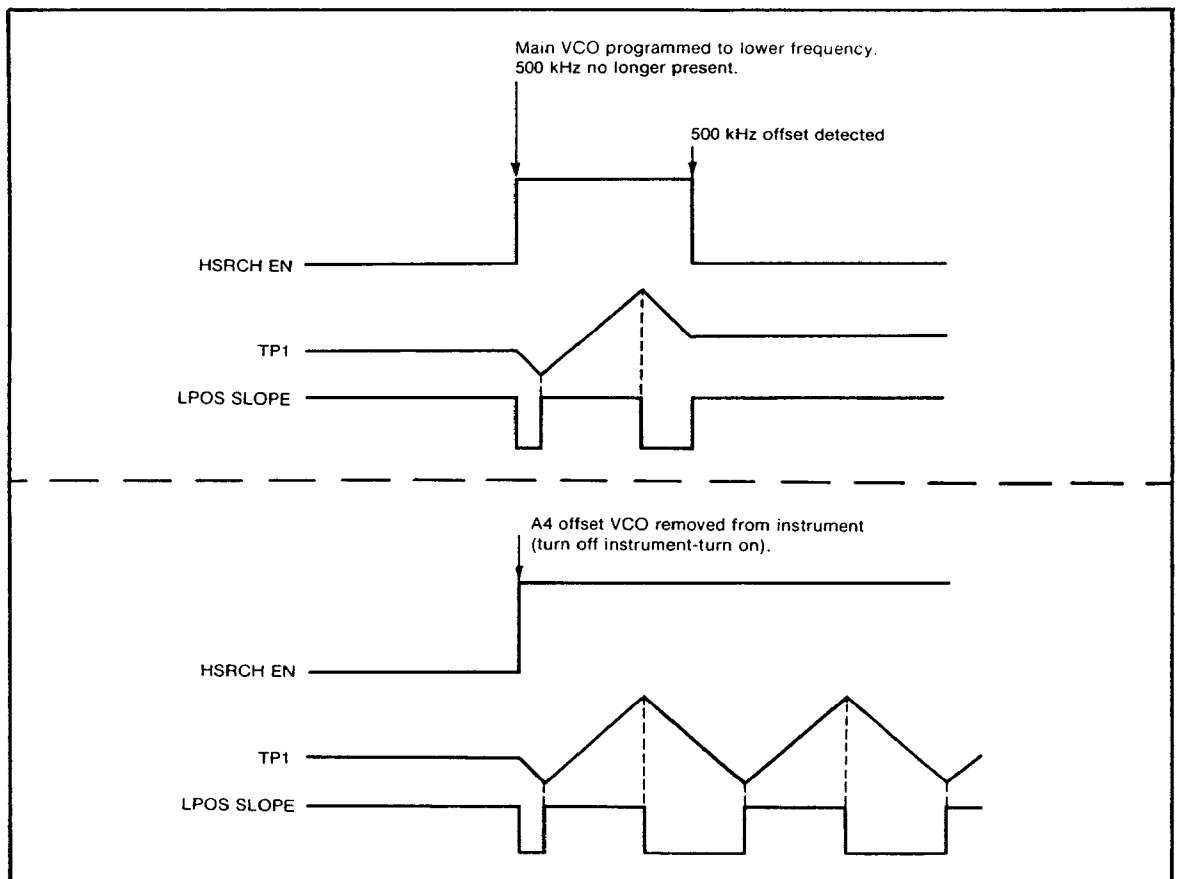 Main VCO programmed to lower frequency.
500 kHz no longer present.
500 kHz offset detected
HSRCH EN
TP1
LPOS SLOPE
A4 offset VCO removed from instrument
(turn off instrument-turn on).
HSRCH EN
TP1
LPOS SLOPE